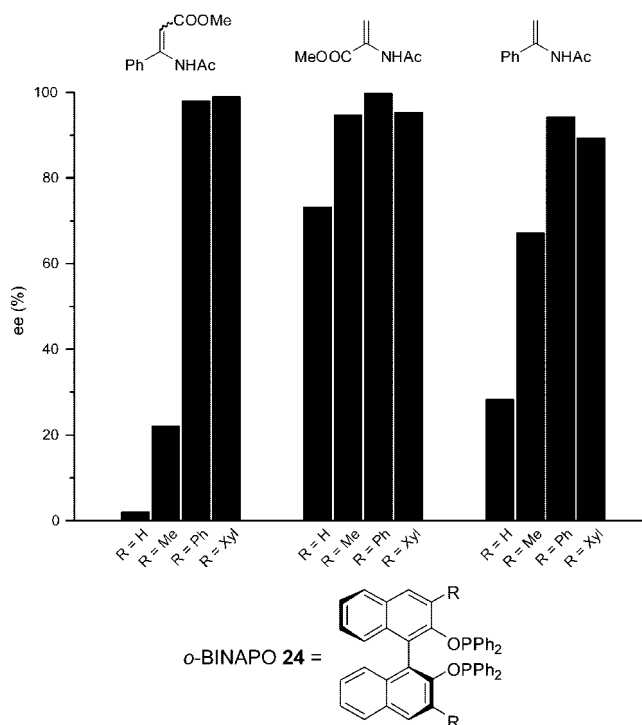 COOMe
Ph NHAc
MeOOC NHAc
Ph NHAc
100
80
60
40
20
0
ee (%)
R = H
R = Me
R = Ph
R = Xyl
R = H
R = Me
R = Ph
R = Xyl
R = H
R = Me
R = Ph
R = Xyl
R
OPPh2
o-BINAPO 24 =
OPPh2
R